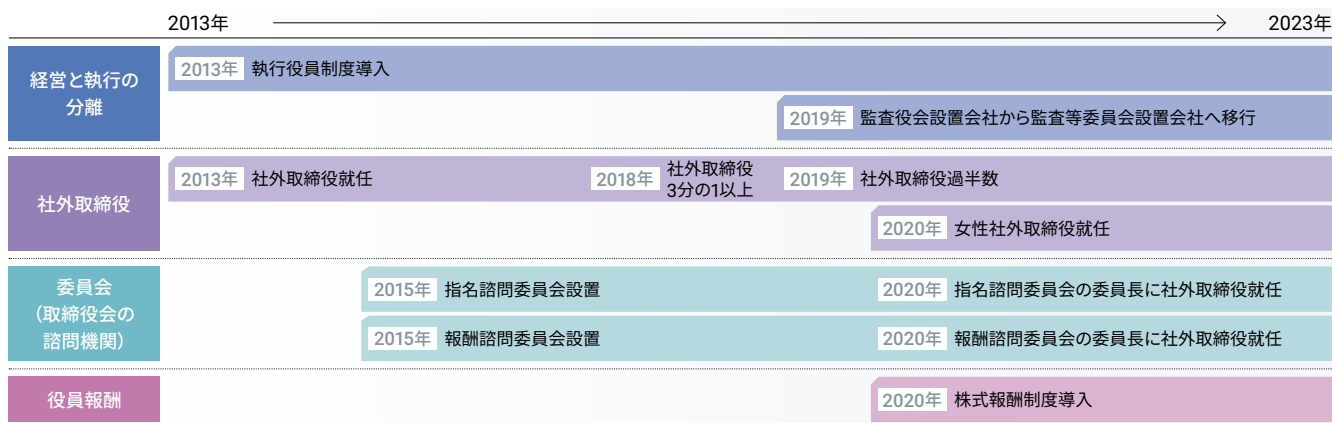 2013年
2023年
経営と執行の
分離
2013年 執行役員制度導入
2019年 監査役会設置会社から監査等委員会設置会社へ移行
社外取締役
2013年 社外取締役就任
2018年 社外取締役
3分の1以上
2019年 社外取締役過半数
2020年 女性社外取締役就任
委員会
（取締役会の
諮問機関）
2015年 指名諮問委員会設置
2020年 指名諮問委員会の委員長に社外取締役就任
2015年 報酬諮問委員会設置
2020年 報酬諮問委員会の委員長に社外取締役就任
役員報酬
2020年 株式報酬制度導入